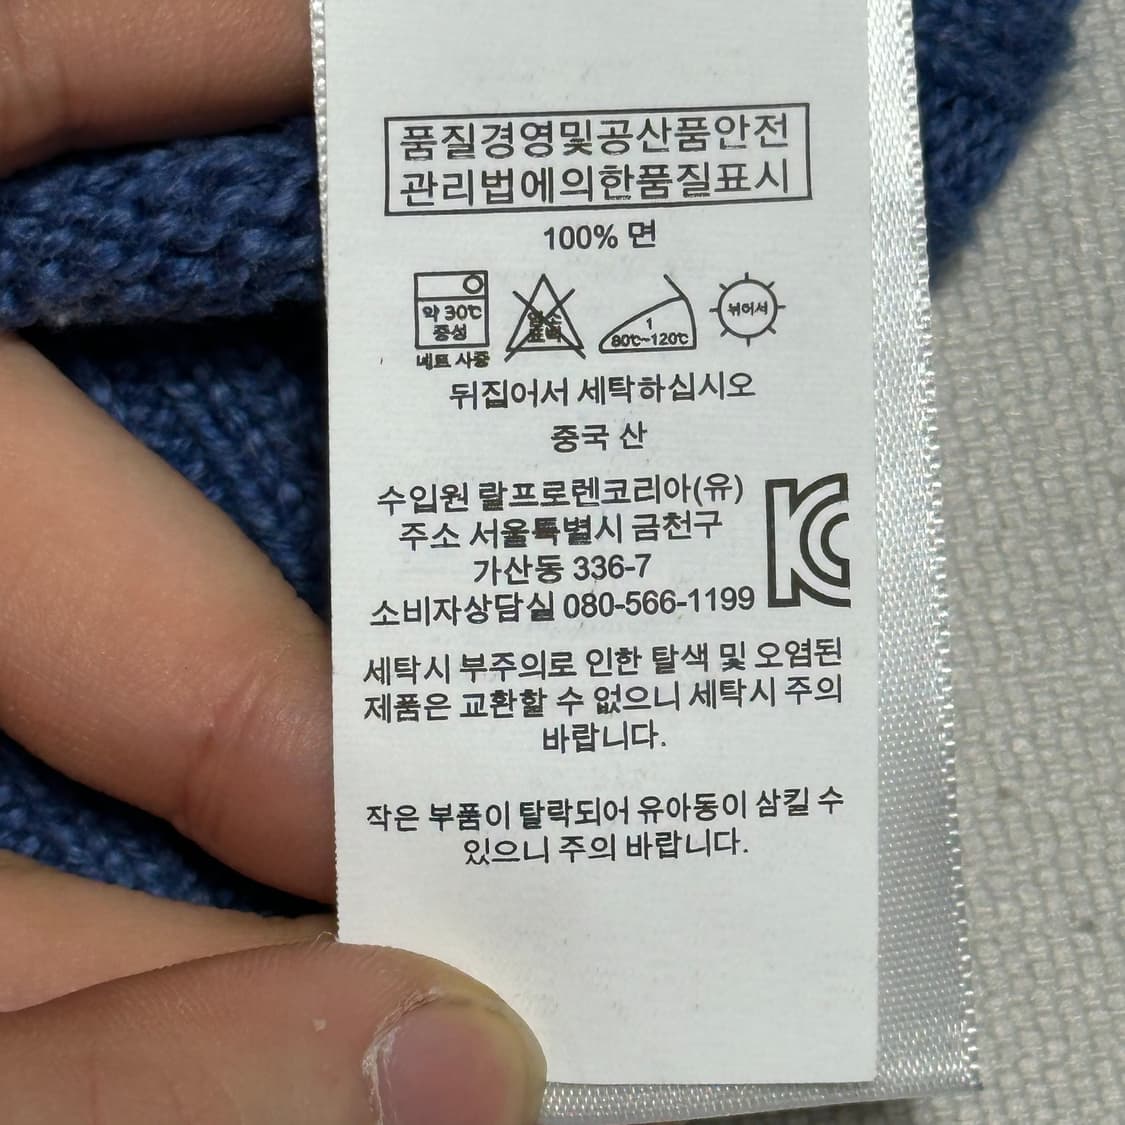 품질경영및공산품안전
관리법에의한품질표시
100% 면
약 30℃
중성
네트 사용
염소
표백
1
80℃~120℃
뉘어서
뒤집어서 세탁하십시오
중국 산
수입원 랄프로렌코리아(유)
주소 서울특별시 금천구
가산동 336-7
소비자상담실 080-566-1199
KC
세탁시 부주의로 인한 탈색 및 오염된
제품은 교환할 수 없으니 세탁시 주의
바랍니다.
작은 부품이 탈락되어 유아동이 삼킬 수
있으니 주의 바랍니다.